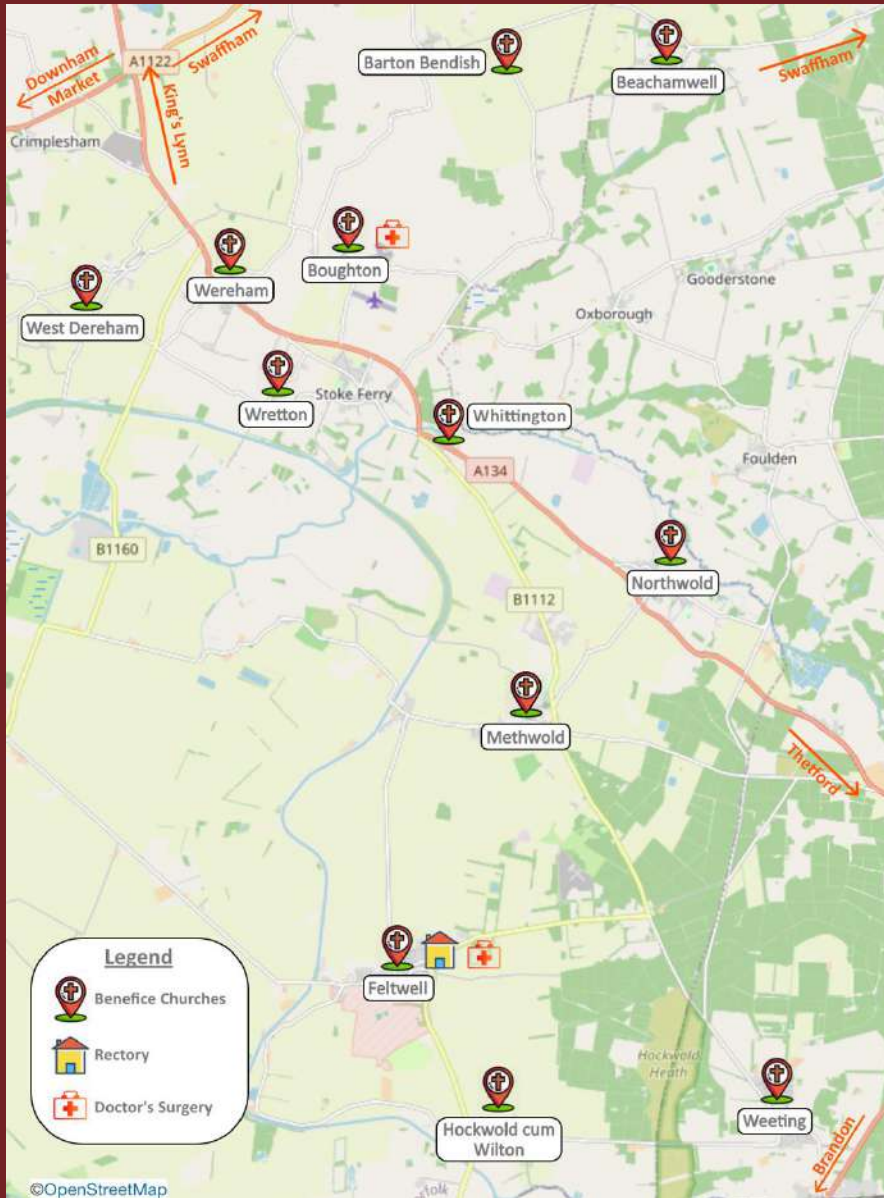 Downham
Market
A1122
Swaffham
King's Lynn
Crimplesham
Barton Bendish
Beachamwell
Swaffham
Boughton
Wereham
West Dereham
Gooderstone
Oxborough
Wretton
Stoke Ferry
Whittington
A134
Foulden
B1160
Northwold
B1112
Methwold
Thetford
Feltwell
Hockwold
Heath
Hockwold cum
Wilton
Weeting
Brandon
Legend
Benefice Churches
Rectory
Doctor's Surgery
©OpenStreetMap